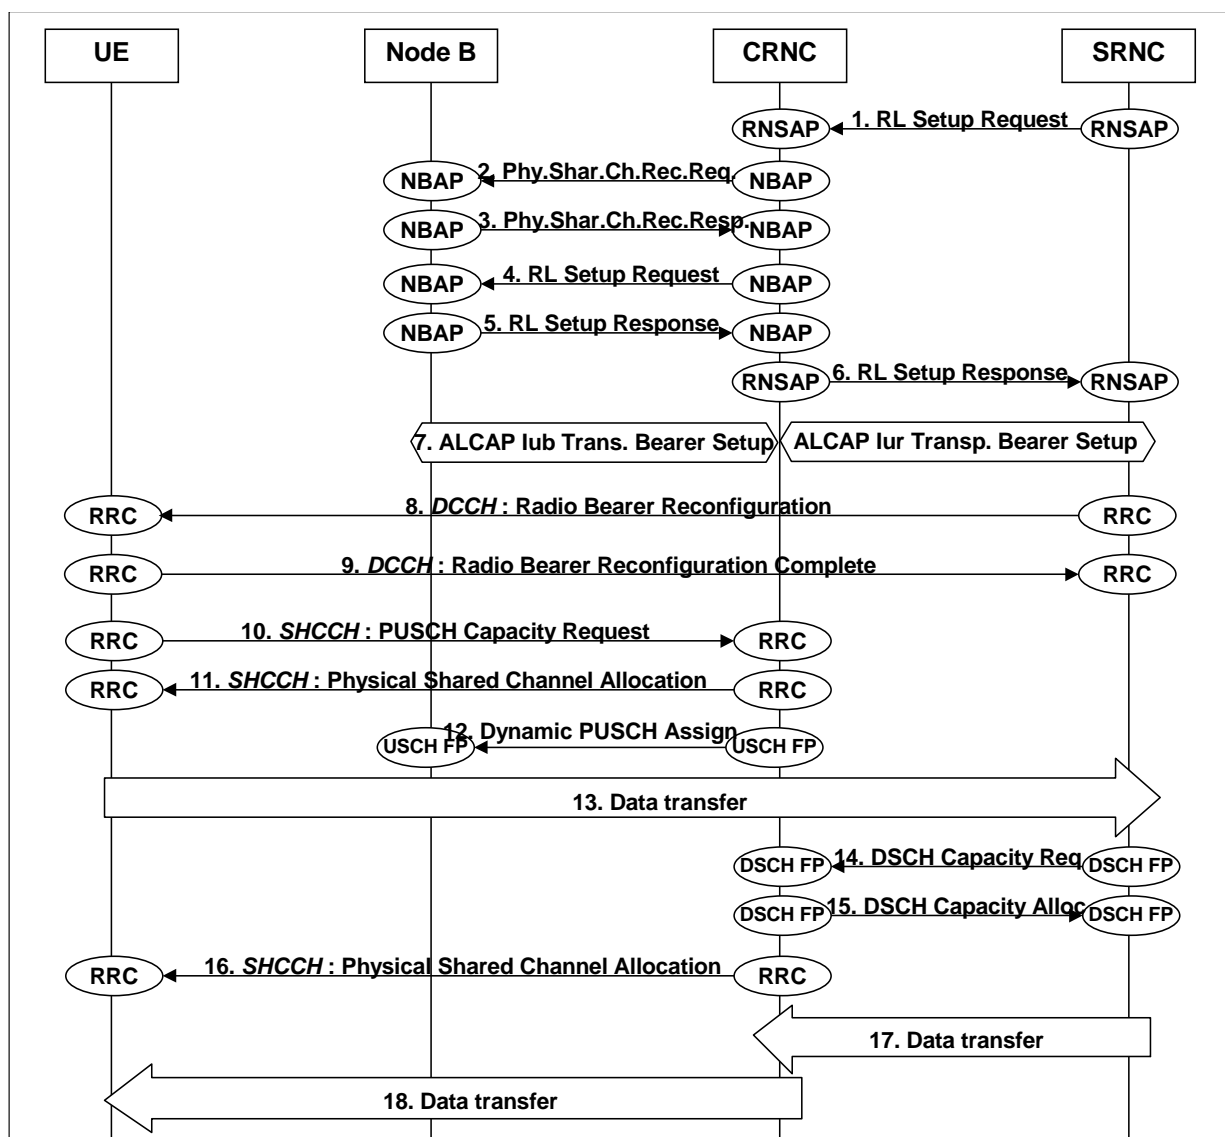 UE Node B CRNC SRNC
RNSAP 1. RL Setup Request RNSAP
NBAP 2. Phy.Shar.Ch.Rec.Req. NBAP
NBAP 3. Phy.Shar.Ch.Rec.Resp. NBAP
NBAP 4. RL Setup Request NBAP
NBAP 5. RL Setup Response NBAP
RNSAP 6. RL Setup Response RNSAP
7. ALCAP Iub Trans. Bearer Setup ALCAP Iur Transp. Bearer Setup
RRC 8. DCCH : Radio Bearer Reconfiguration RRC
RRC 9. DCCH : Radio Bearer Reconfiguration Complete RRC
RRC 10. SHCCH : PUSCH Capacity Request RRC
RRC 11. SHCCH : Physical Shared Channel Allocation RRC
USCH FP 12. Dynamic PUSCH Assign USCH FP
13. Data transfer
DSCH FP 14. DSCH Capacity Req DSCH FP
DSCH FP 15. DSCH Capacity Alloc DSCH FP
RRC 16. SHCCH : Physical Shared Channel Allocation RRC
17. Data transfer
18. Data transfer